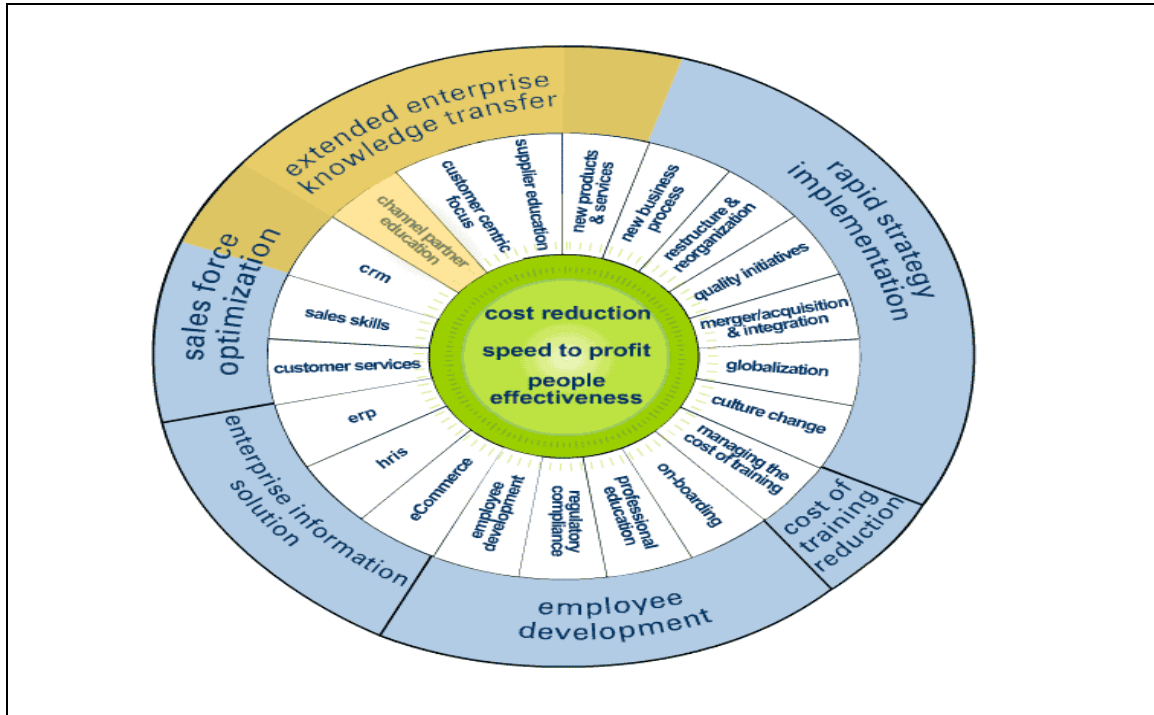 extended enterprise
knowledge transfer
rapid strategy
implementation
cost of
training
reduction
employee
development
enterprise information
solution
sales force
optimization
supplier education
new products
& services
new business
process
restructure &
reorganization
quality initiatives
merger/acquisition
& integration
globalization
culture change
managing the
cost of training
on-boarding
professional
education
regulatory
compliance
employee
development
eCommerce
hris
erp
customer services
sales skills
crm
channel partner
education
customer centric
focus
cost reduction
speed to profit
people
effectiveness